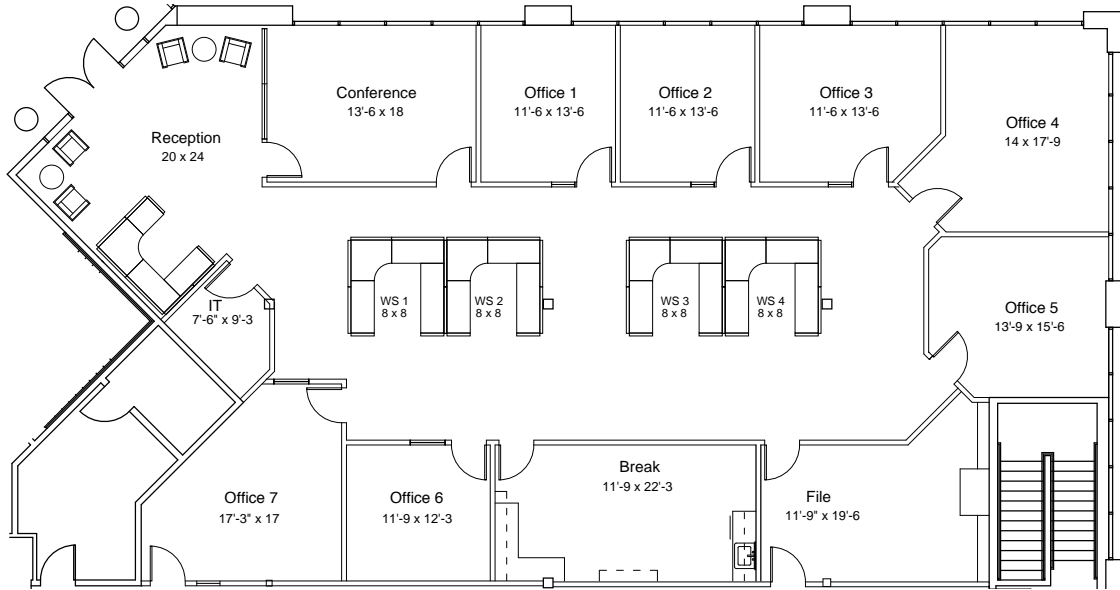 Conference
13'-6 x 18
Office 1
11'-6 x 13'-6
Office 2
11'-6 x 13'-6
Office 3
11'-6 x 13'-6
Office 4
14 x 17'-9
Reception
20 x 24
IT
7'-6" x 9'-3
WS 1
8 x 8
WS 2
8 x 8
WS 3
8 x 8
WS 4
8 x 8
Office 5
13'-9 x 15'-6
Office 7
17'-3" x 17
Office 6
11'-9 x 12'-3
Break
11'-9 x 22'-3
File
11'-9" x 19'-6